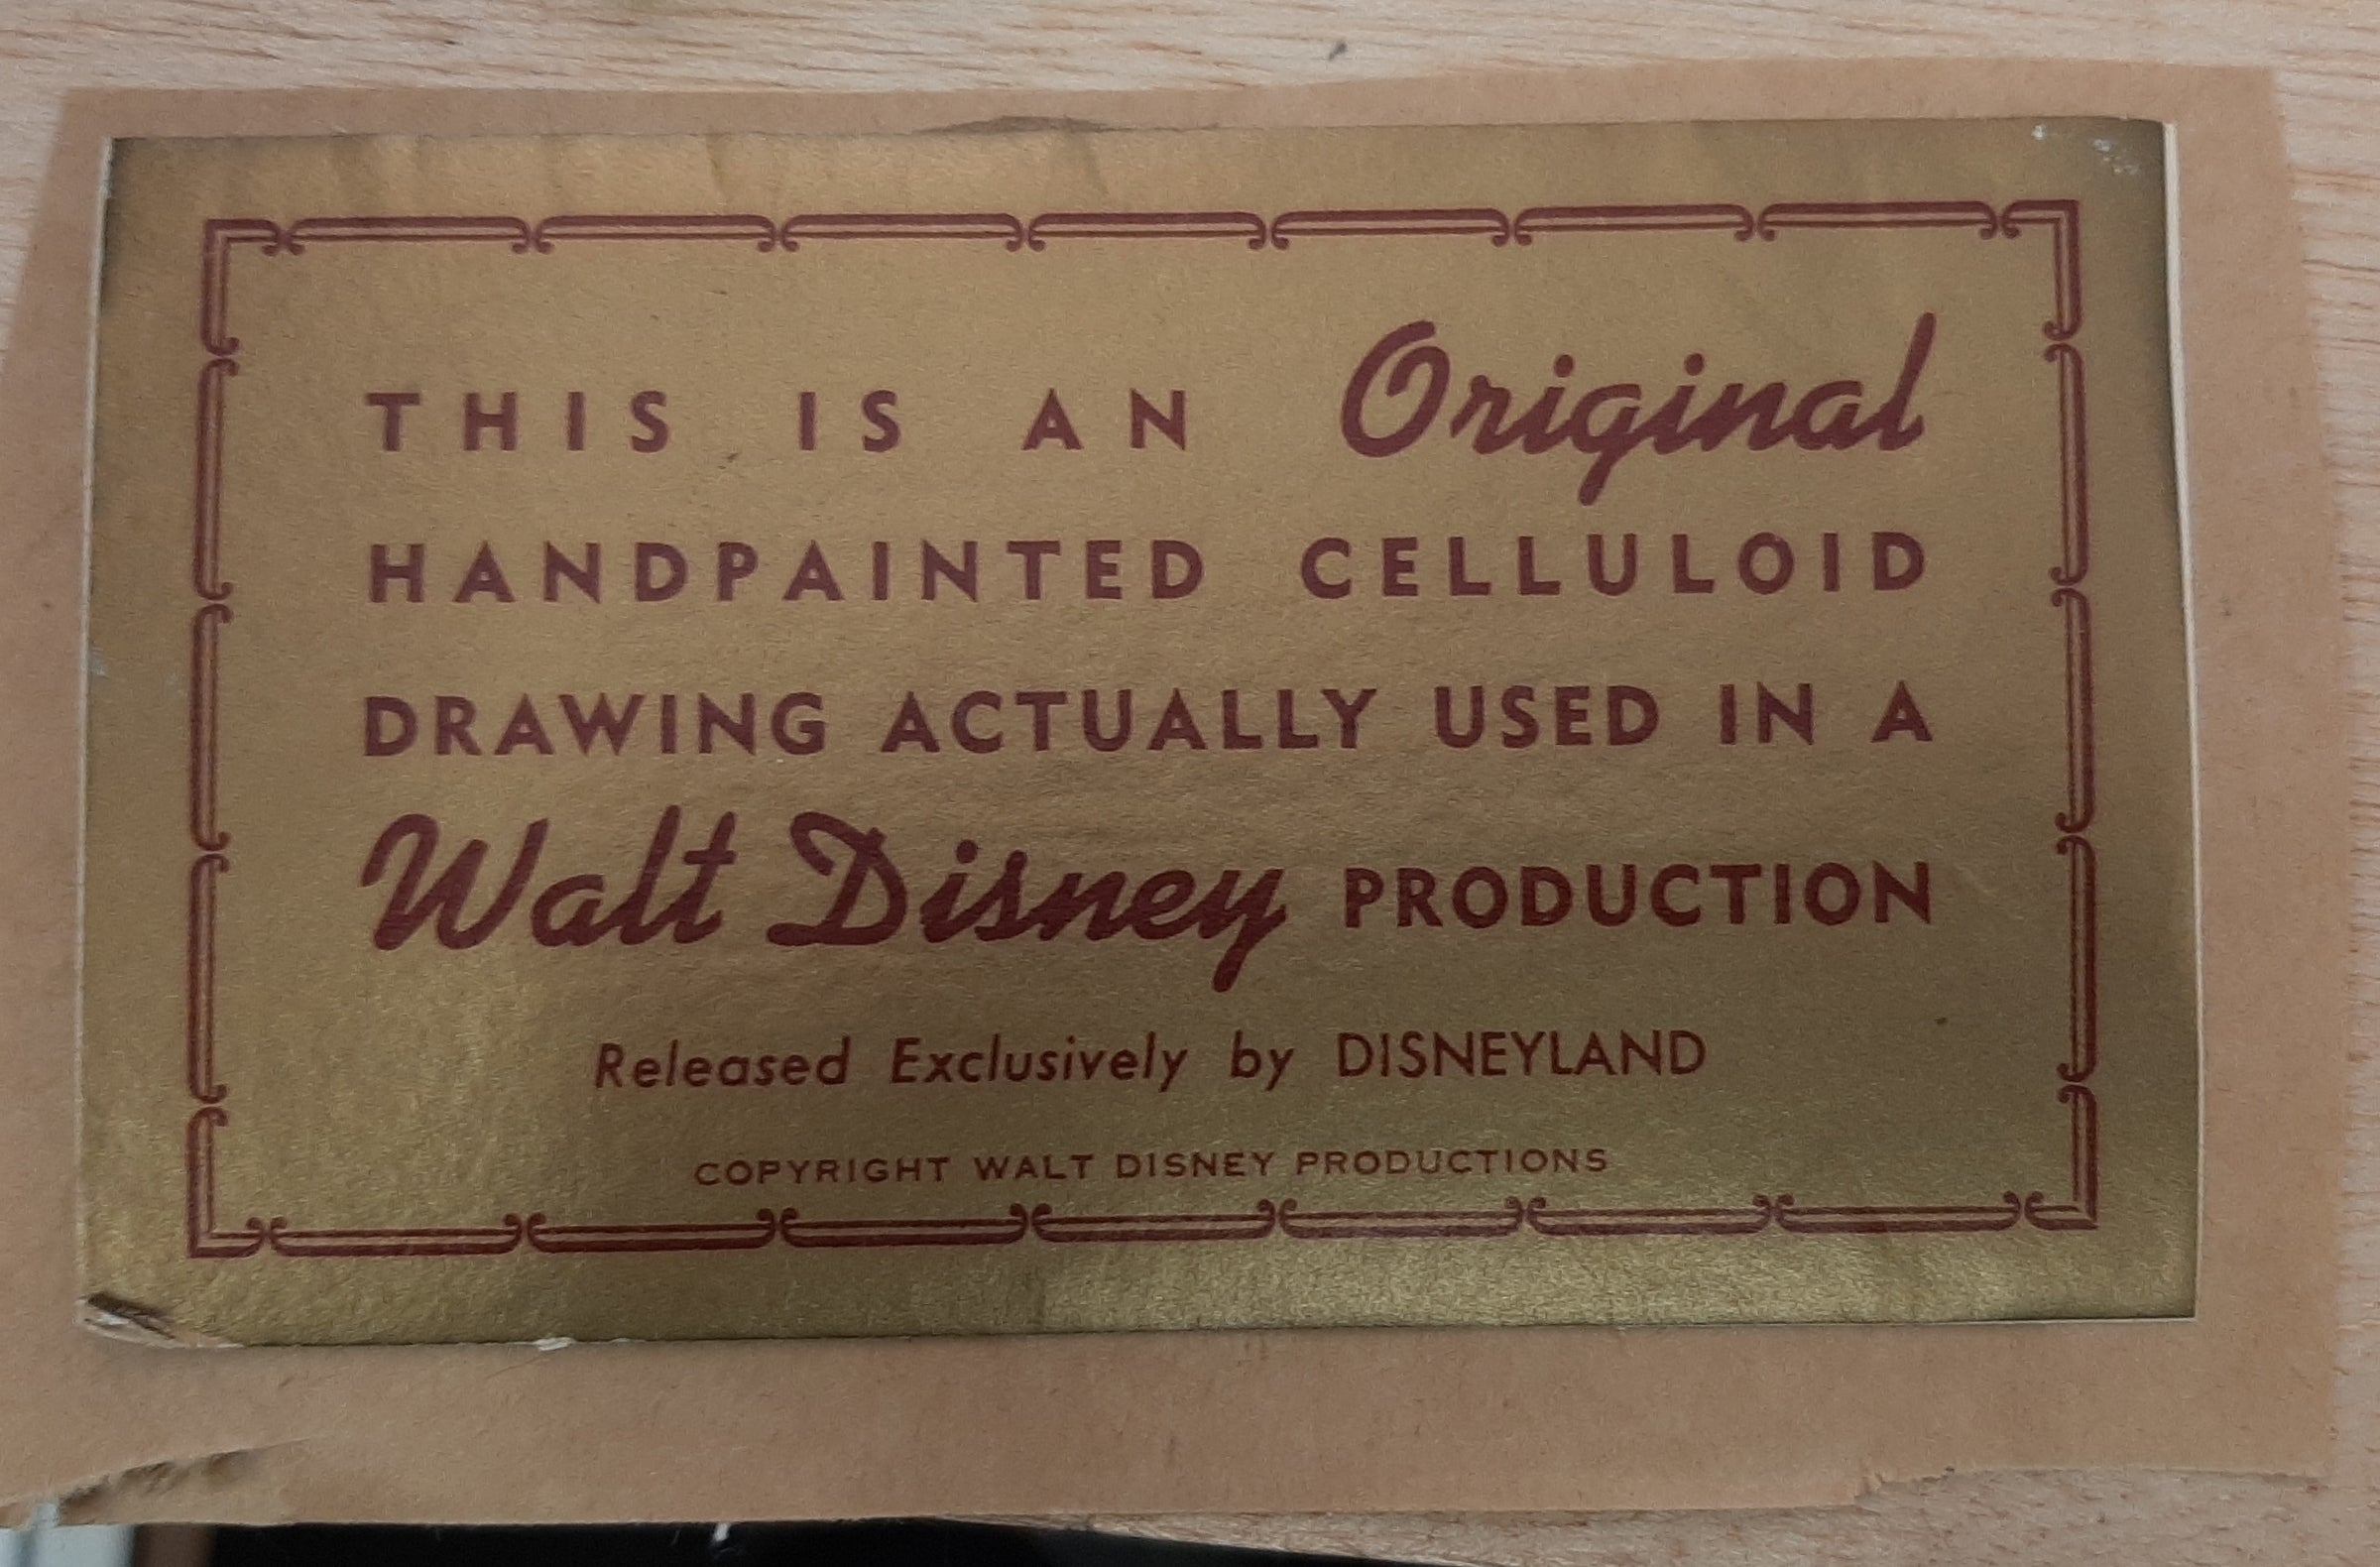 THIS IS AN Original
HANDPAINTED CELLULOID
DRAWING ACTUALLY USED IN A
Walt Disney PRODUCTION
Released Exclusively by DISNEYLAND
COPYRIGHT WALT DISNEY PRODUCTIONS